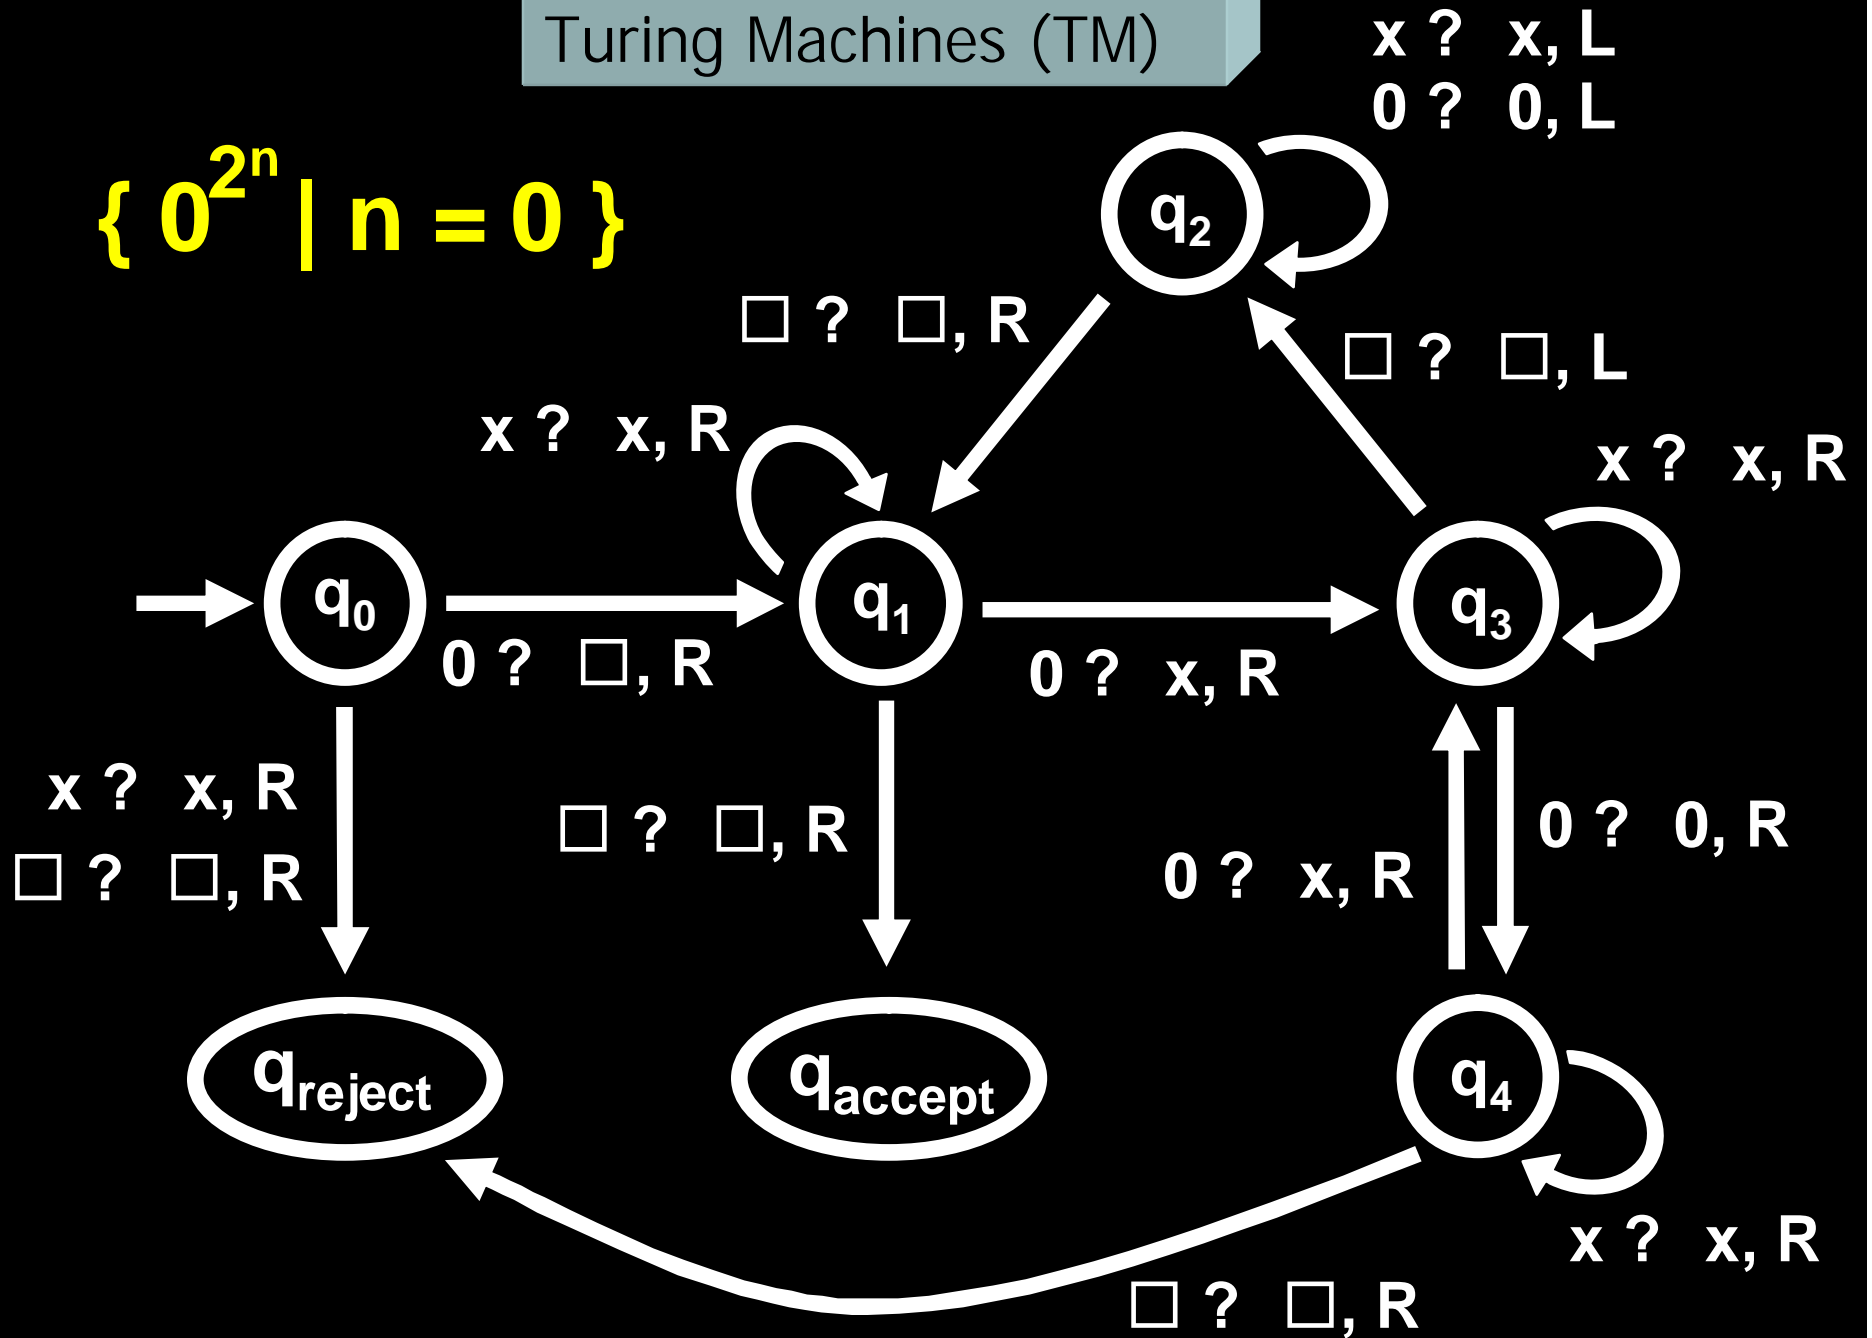 Turing Machines (TM)
x ? x, L
0 ? 0, L
{ 0^2^n | n = 0 }
q2
□ ? □, R
□ ? □, L
x ? x, R
x ? x, R
q0
q1
q3
0 ? □, R
0 ? x, R
x ? x, R
□ ? □, R
□ ? □, R
0 ? x, R
0 ? 0, R
qreject
qaccept
q4
x ? x, R
□ ? □, R